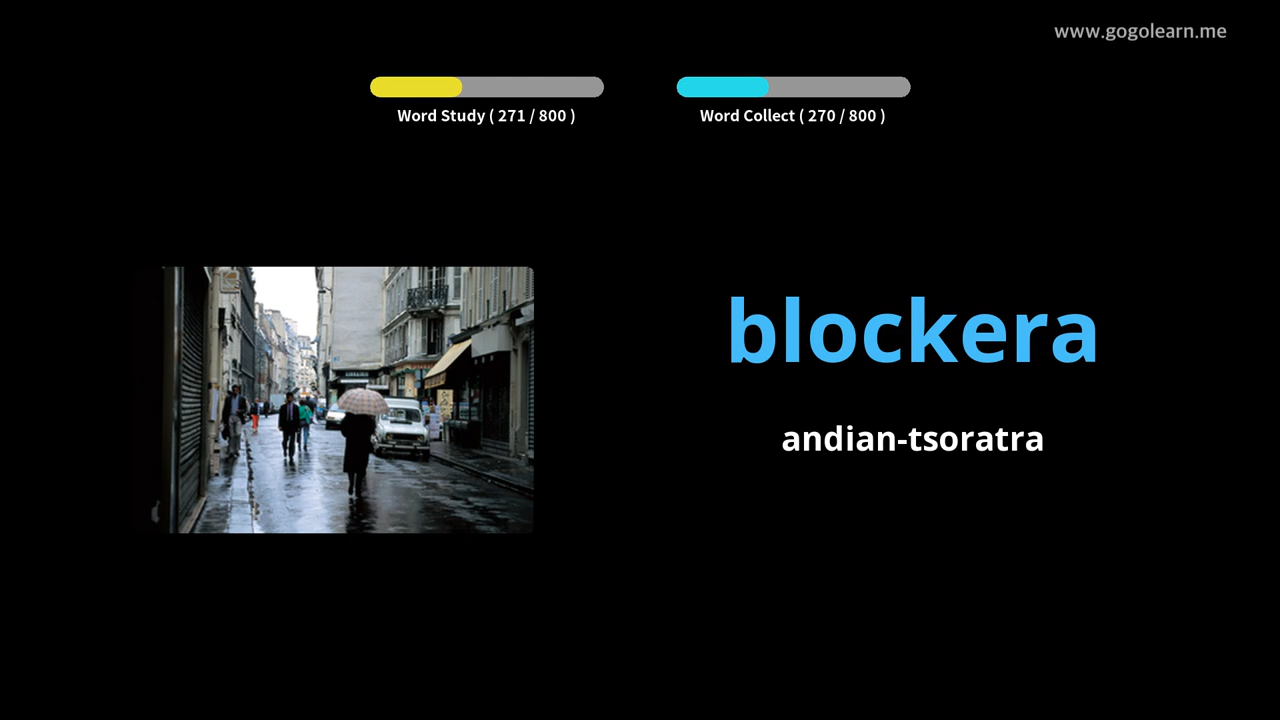 www.gogolearn.me
Word Study ( 271 / 800 )
Word Collect ( 270 / 800 )
blockera
andian-tsoratra